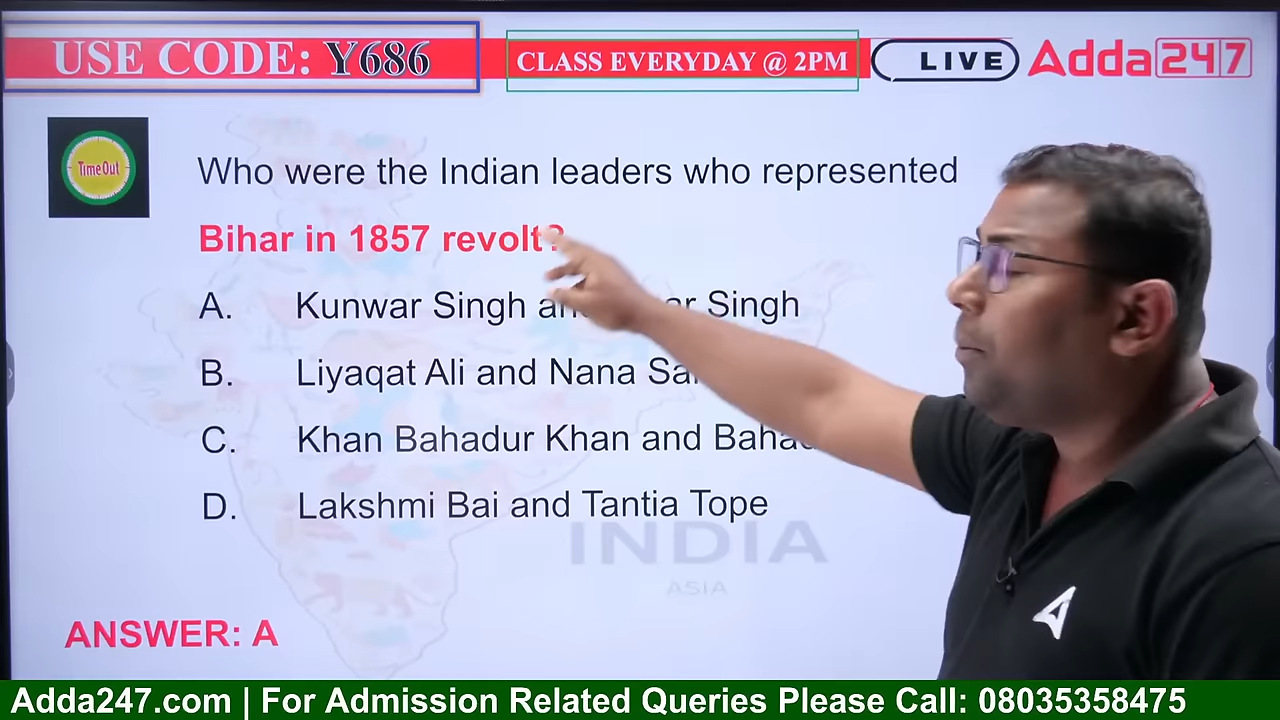 USE CODE: Y686
CLASS EVERYDAY @ 2PM
LIVE
Adda247
Time Out
Who were the Indian leaders who represented
Bihar in 1857 revolt?
A. Kunwar Singh Singh
B. Liyaqat Ali and Nana
C. Khan Bahadur Khan and
D. Lakshmi Bai and Tantia Tope
INDIA
ASIA
ANSWER: A
Adda247.com | For Admission Related Queries Please Call: 08035358475